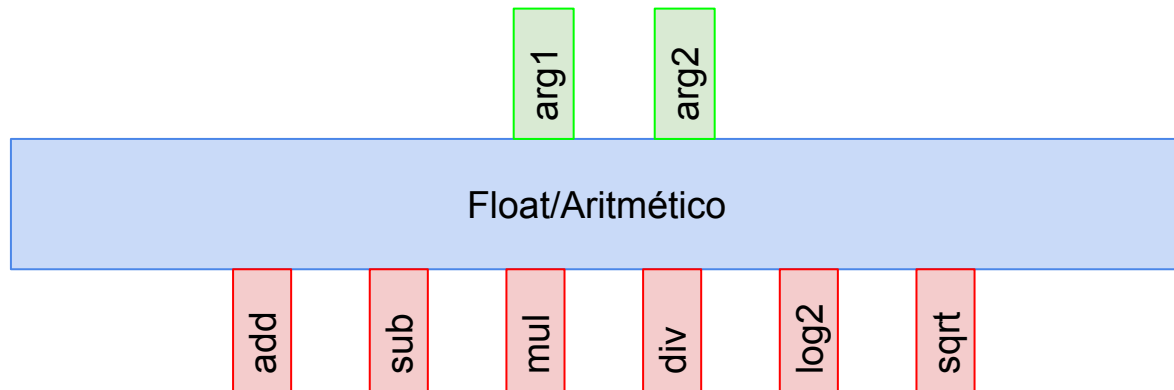 arg1
arg2
Float/Aritmético
add
sub
mul
div
log2
sqrt